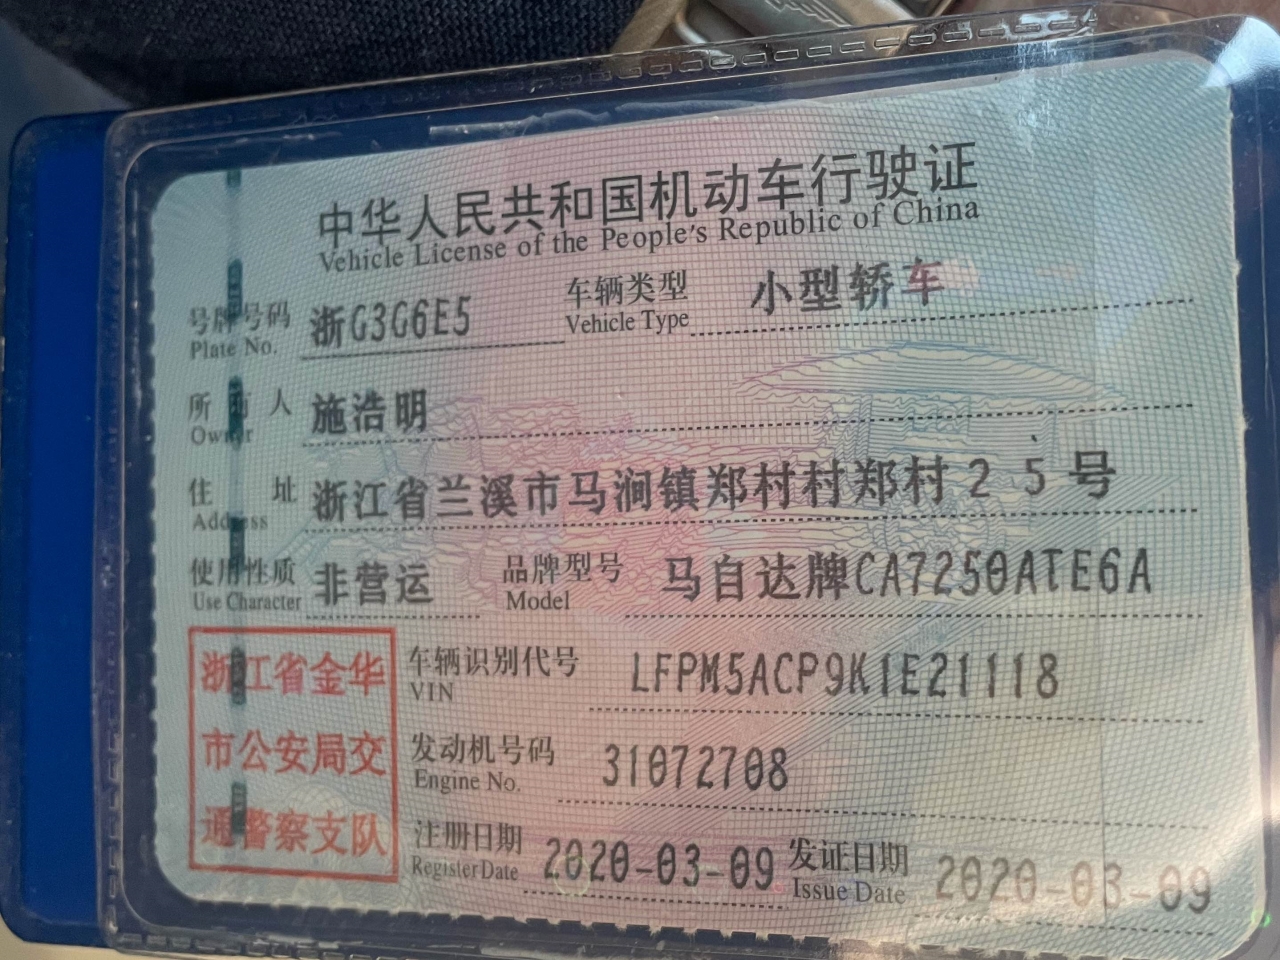 中华人民共和国机动车行驶证
Vehicle License of the People's Republic of China
号牌号码 浙G3G6E5 车辆类型 小型轿车
Plate No. Vehicle Type
所有人 施浩明
Owner
住址 浙江省兰溪市马涧镇郑村村郑村25号
Address
使用性质 非营运 品牌型号 马自达牌CA7250ATE6A
Use Character Model
浙江省金华
市公安局交
通警察支队
车辆识别代号 LFPM5ACP9K1E21118
VIN
发动机号码 31072708
Engine No.
注册日期 2020-03-09 发证日期 2020-03-09
Register Date Issue Date